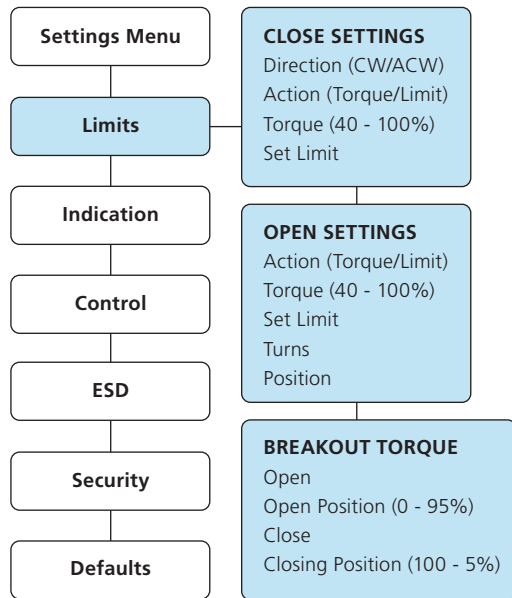 Settings Menu
Limits
Indication
Control
ESD
Security
Defaults
CLOSE SETTINGS
Direction (CW/ACW)
Action (Torque/Limit)
Torque (40 - 100%)
Set Limit
OPEN SETTINGS
Action (Torque/Limit)
Torque (40 - 100%)
Set Limit
Turns
Position
BREAKOUT TORQUE
Open
Open Position (0 - 95%)
Close
Closing Position (100 - 5%)